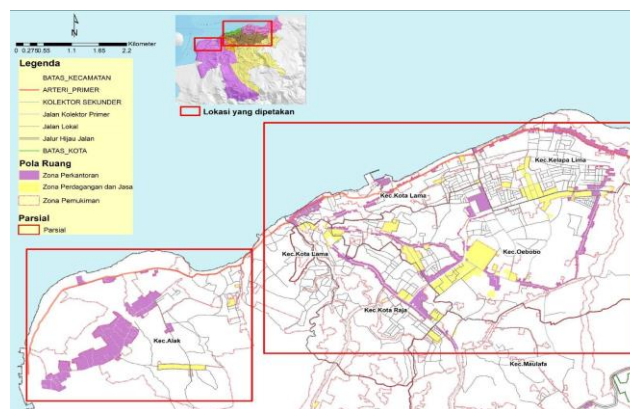 N
0 0.275 0.55 1.1 1.65 2.2
Kilometer
Legenda
BATAS_KECAMATAN
ARTERI_PRIMER
KOLEKTOR SEKUNDER
Jalan Kolektor Primer
Jalan Lokal
Jalur Hijau Jalan
BATAS_KOTA
Pola Ruang
Zona Perkantoran
Zona Perdagangan dan Jasa
Zona Pemukiman
Parsial
Parsial
Lokasi yang dipetakan
Kec.Kelapa Lima
Kec.Kota Lama
Kec.Kota Lama
Kec.Oebobo
Kec.Kota Raja
Kec.Alak
Kec.Maulafa